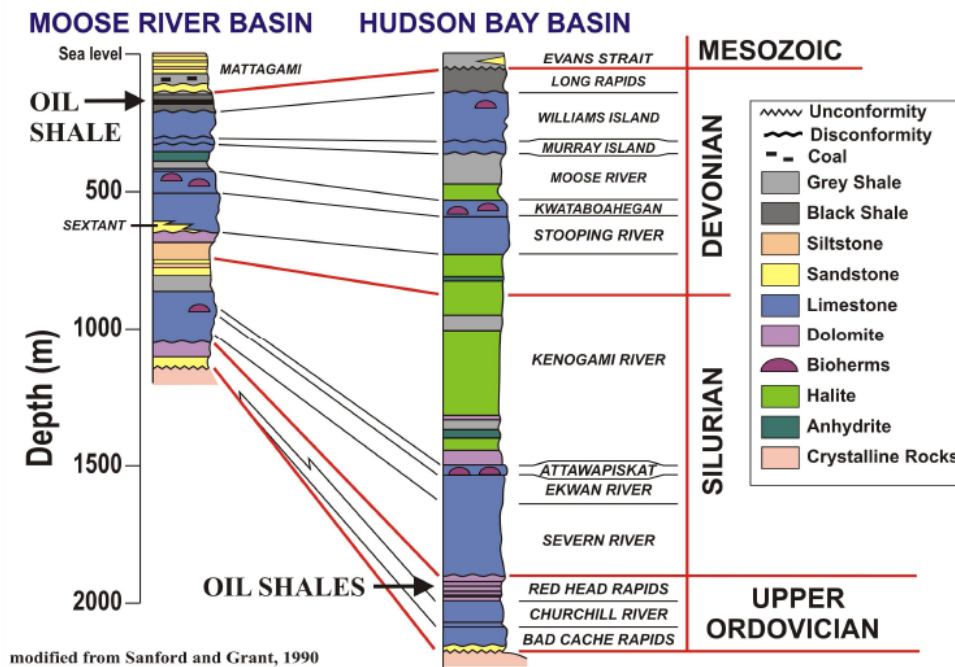 MOOSE RIVER BASIN
HUDSON BAY BASIN
Sea level
MATTAGAMI
OIL
SHALE
500
SEXTANT
1000
1500
2000
Depth (m)
OIL SHALES
EVANS STRAIT
LONG RAPIDS
WILLIAMS ISLAND
MURRAY ISLAND
MOOSE RIVER
KWATABOAHEGAN
STOOPING RIVER
KENOGAMI RIVER
ATTAWAPISKAT
EKWAN RIVER
SEVERN RIVER
RED HEAD RAPIDS
CHURCHILL RIVER
BAD CACHE RAPIDS
MESOZOIC
DEVONIAN
SILURIAN
UPPER
ORDOVICIAN
Unconformity
Disconformity
Coal
Grey Shale
Black Shale
Siltstone
Sandstone
Limestone
Dolomite
Bioherms
Halite
Anhydrite
Crystalline Rocks
modified from Sanford and Grant, 1990